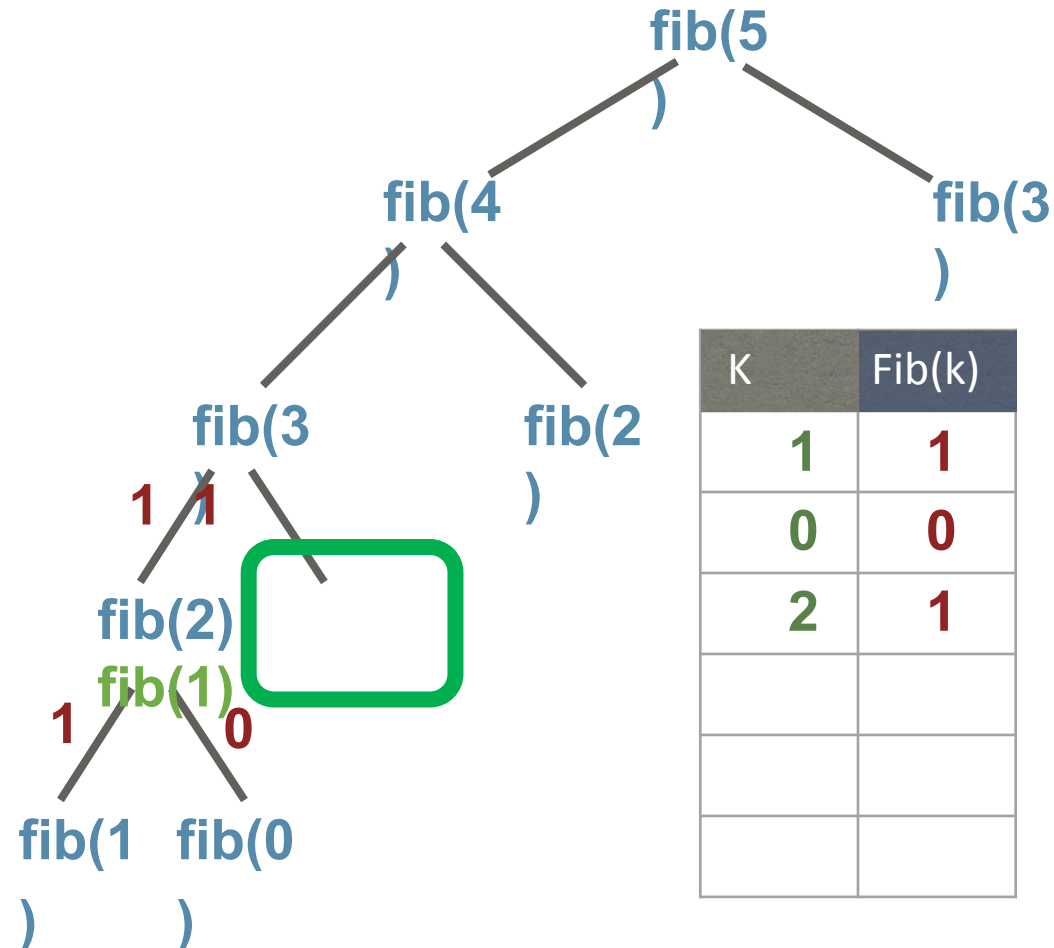 fib(5
)
fib(4
)
fib(3
)
K Fib(k)
1 1
0 0
2 1
fib(3
)
fib(2
)
1 1
fib(2)
fib(1)
1 0
fib(1
)
fib(0
)